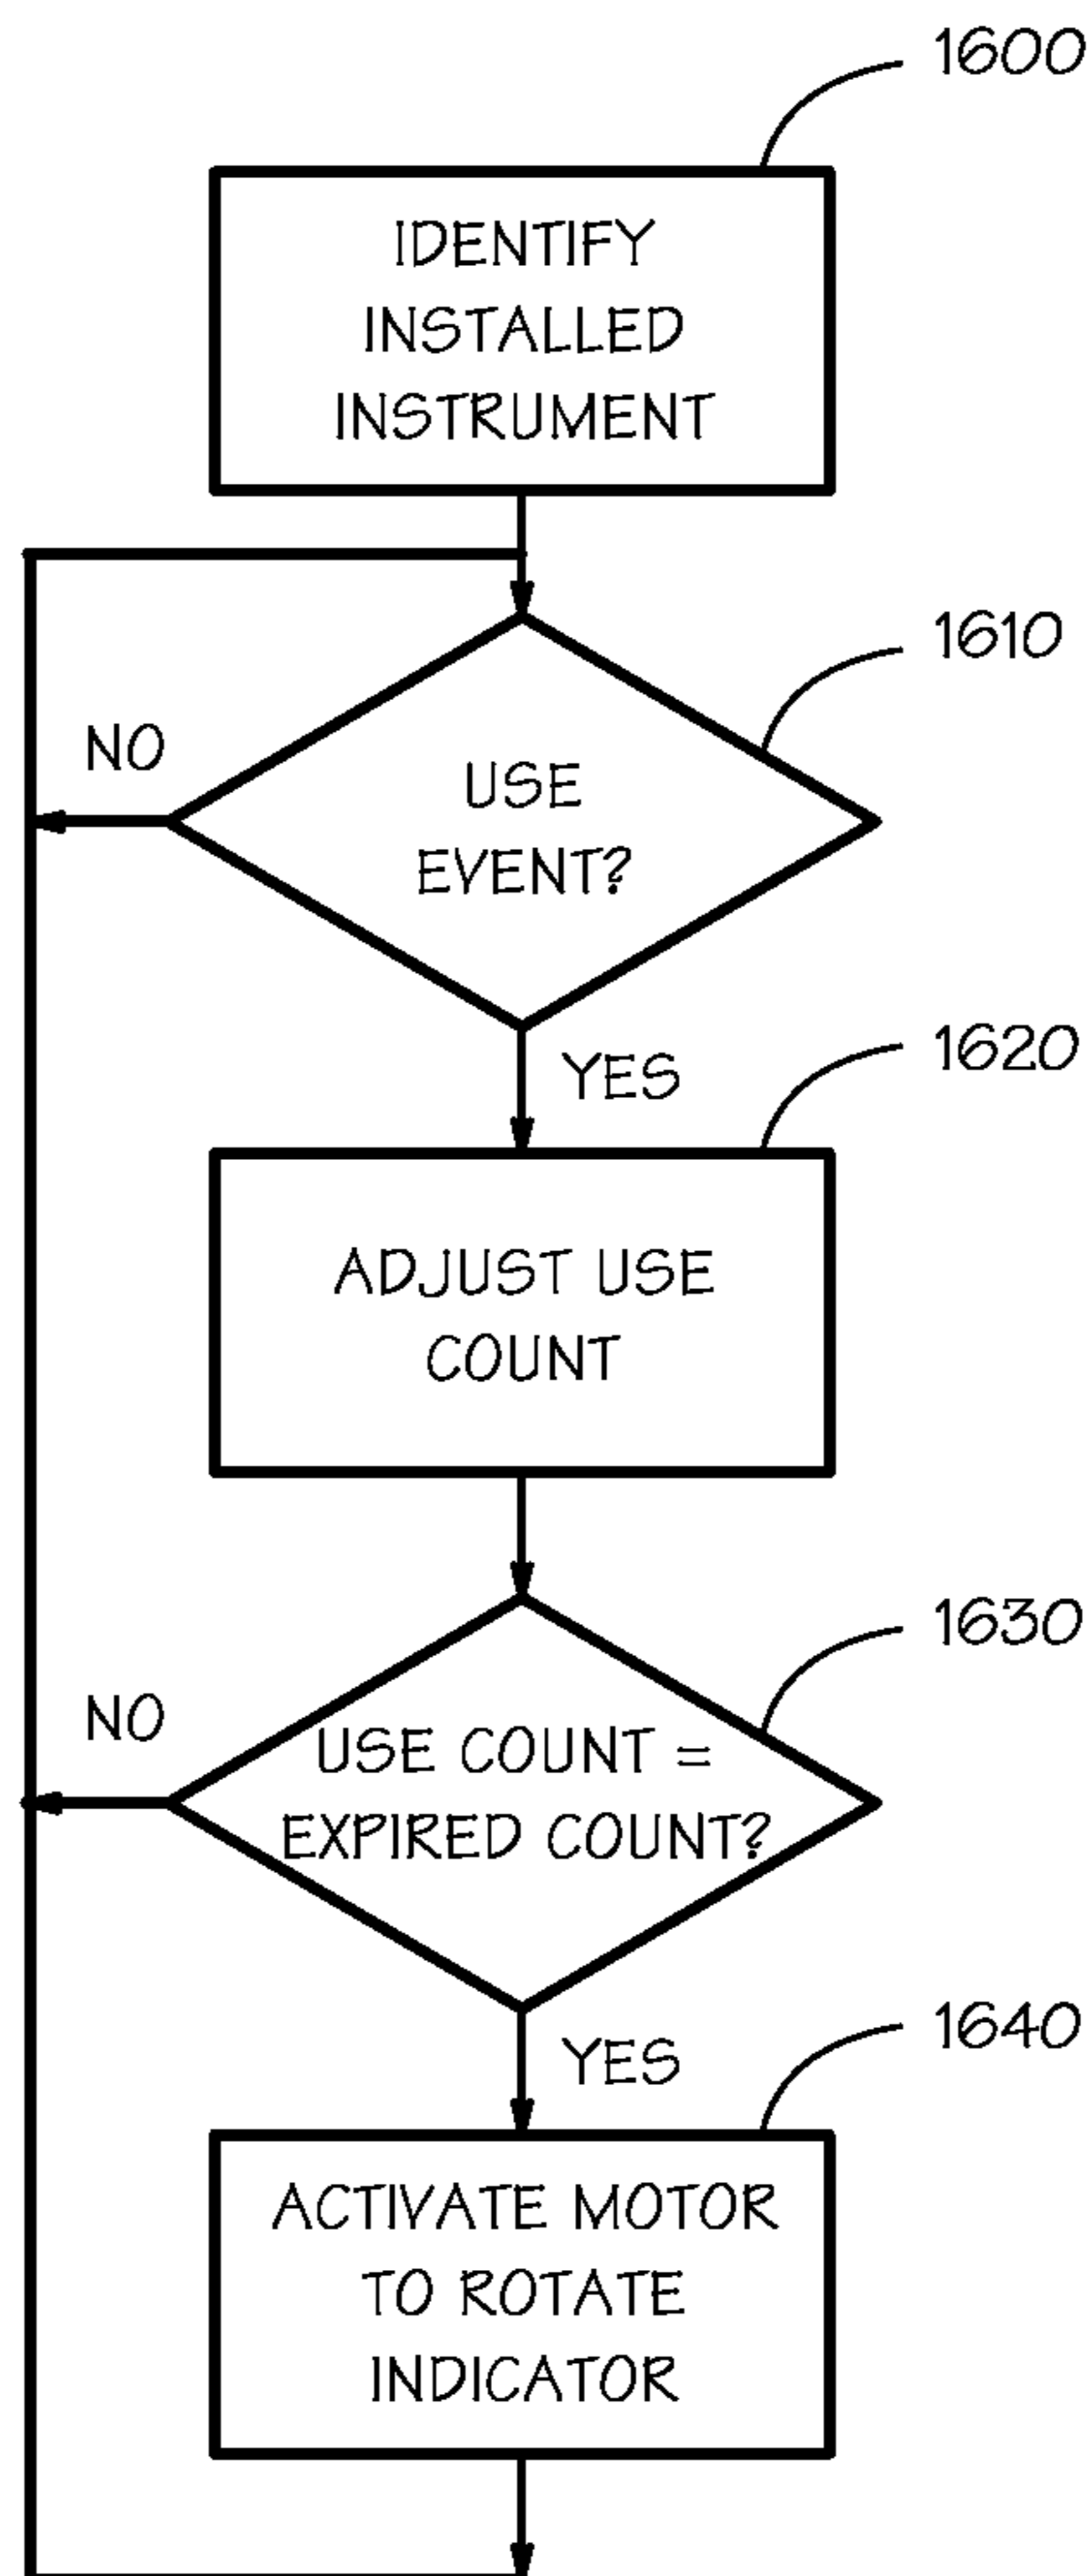 1600
IDENTIFY
INSTALLED
INSTRUMENT
1610
NO
USE
EVENT?
YES
1620
ADJUST USE
COUNT
1630
NO
USE COUNT =
EXPIRED COUNT?
YES
1640
ACTIVATE MOTOR
TO ROTATE
INDICATOR